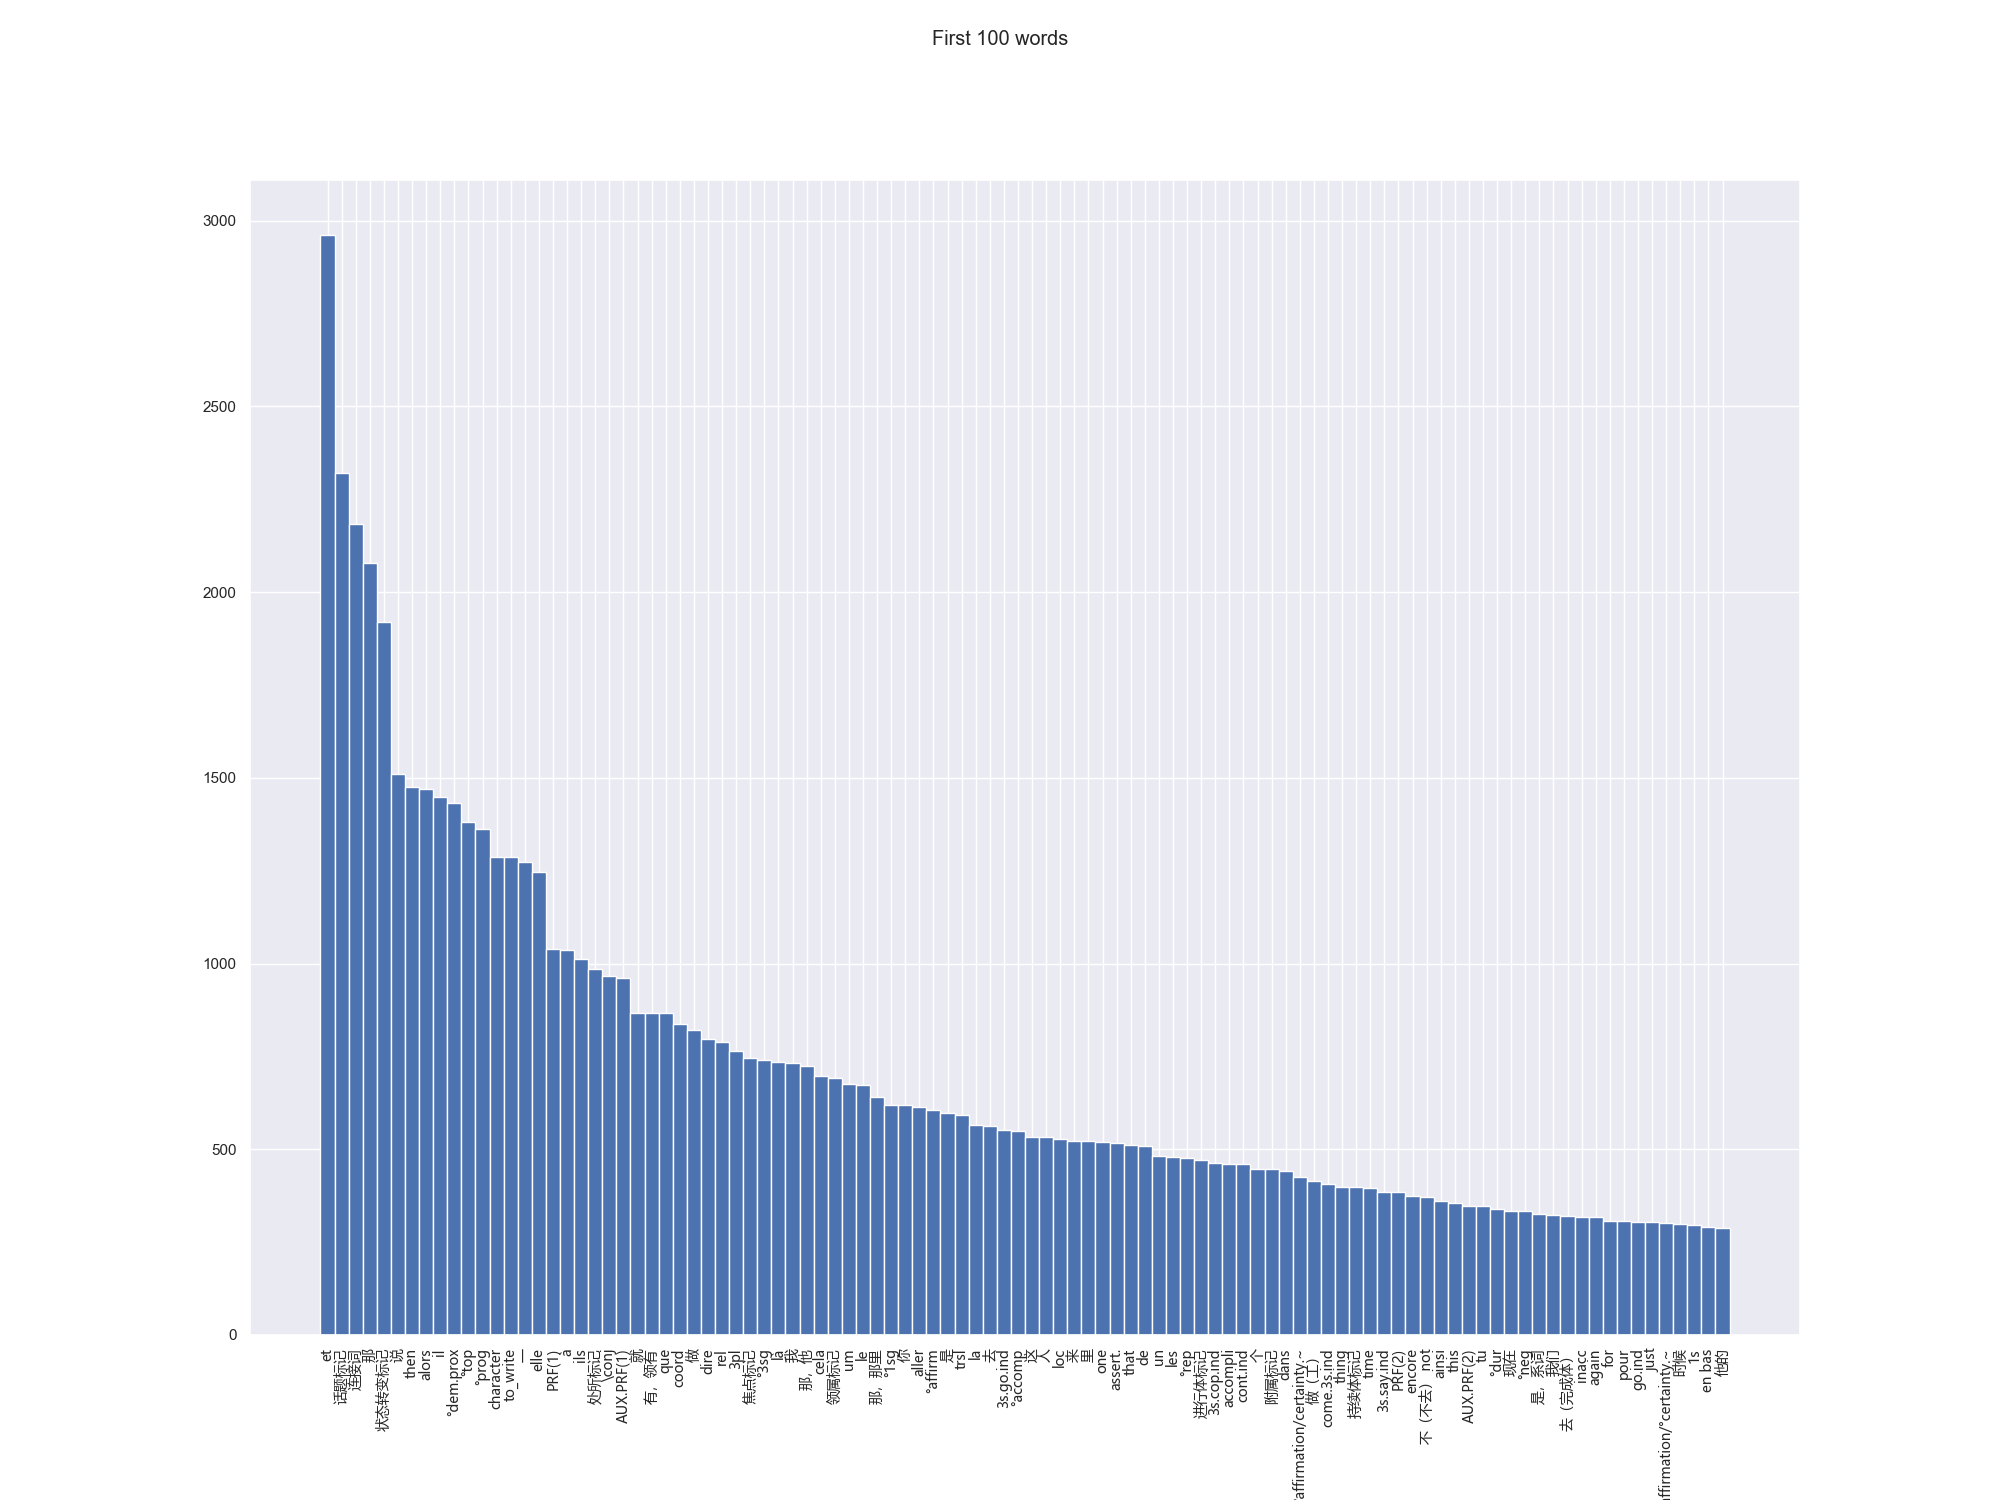 First 100 words
3000
2500
2000
1500
1000
500
0
et
话题标记
连接词
那
状态转变标记
说
then
alors
il
°dem.prox
°top
°prog
character
to_write
一
elle
PRF(1)
a
ils
处所标记
\conj
AUX.PRF(1)
就
有，领有
que
coord
做
dire
rel
3pl
焦点标记
°3sg
la
我
那，他
cela
领属标记
um
le
那，那里
°1sg
你
aller
°affirm
是
trsl
la
去
3s.go.ind
°accomp
这
人
loc
来
里
one
assert.
that
de
un
les
°rep
进行体标记
3s.cop.ind
accompli
cont.ind
个
附属标记
dans
affirmation/certainty.~
做（工）
come.3s.ind
thing
持续体标记
time
3s.say.ind
PRF(2)
encore
不（不去）not
ainsi
this
AUX.PRF(2)
tu
°dur
现在
°neg
是，系词
我们
去（完成体）
inacc
again
for
pour
go.ind
just
affirmation/°certainty.~
时候
1s
en bas
他的